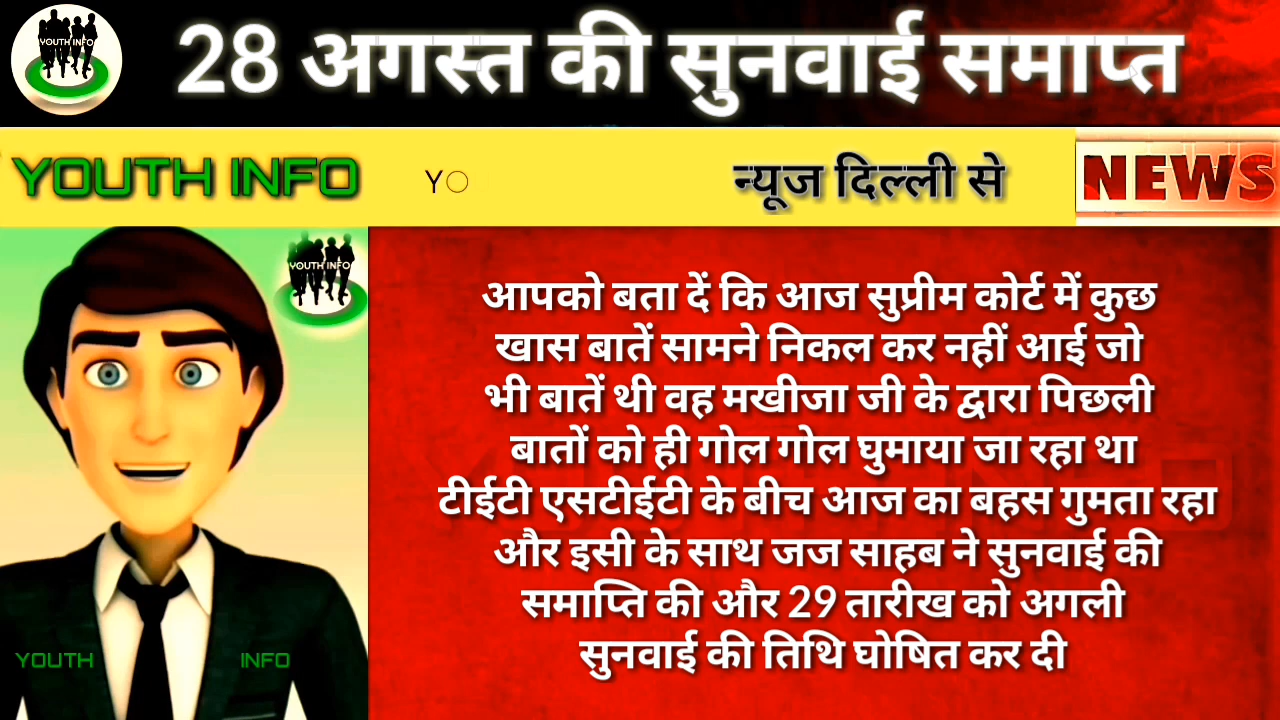 YOUTH INFO
28 अगस्त की सुनवाई समाप्त
YOUTH INFO
YO
न्यूज दिल्ली से
NEWS
YOUTH INFO
आपको बता दें कि आज सुप्रीम कोर्ट में कुछ
खास बातें सामने निकल कर नहीं आई जो
भी बातें थी वह मखीजा जी के द्वारा पिछली
बातों को ही गोल गोल घुमाया जा रहा था
टीईटी एसटीईटी के बीच आज का बहस गुमता रहा
और इसी के साथ जज साहब ने सुनवाई की
समाप्ति की और 29 तारीख को अगली
सुनवाई की तिथि घोषित कर दी
YOUTH INFO